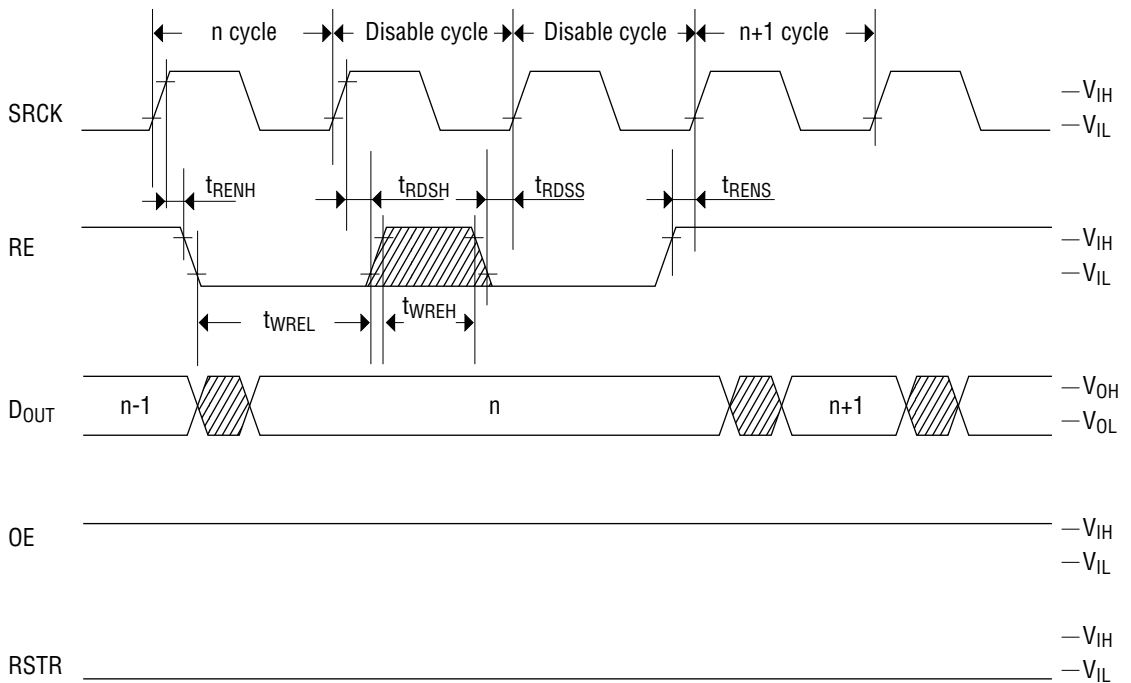 n cycle Disable cycle Disable cycle n+1 cycle
SRCK
VIH
VIL
tRENH tRDSH tRDSS tRENS
RE
VIH
VIL
tWREL tWREH
DOUT n-1 n n+1
VOH
VOL
OE
VIH
VIL
RSTR
VIH
VIL